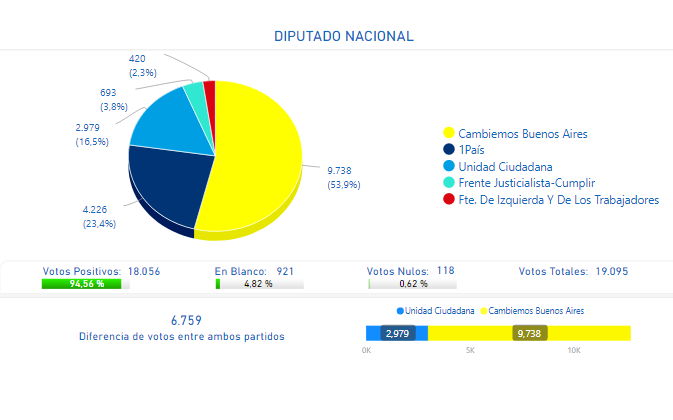 DIPUTADO NACIONAL
420
(2,3%)
693
(3,8%)
2.979
(16,5%)
4.226
(23,4%)
9.738
(53,9%)
Cambiemos Buenos Aires
1País
Unidad Ciudadana
Frente Justicialista-Cumplir
Fte. De Izquierda Y De Los Trabajadores
Votos Positivos: 18.056
94,56 %
En Blanco: 921
4,82 %
Votos Nulos: 118
0,62 %
Votos Totales: 19.095
6.759
Diferencia de votos entre ambos partidos
Unidad Ciudadana Cambiemos Buenos Aires
2,979 9,738
0K 5K 10K